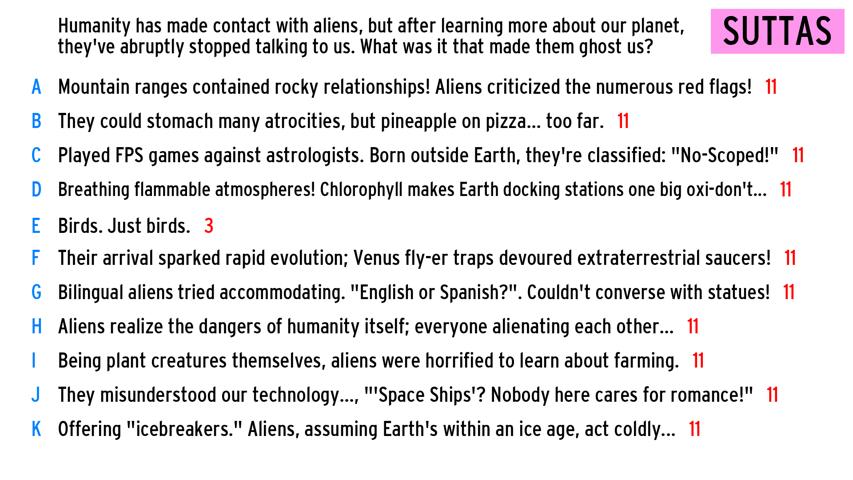 Humanity has made contact with aliens, but after learning more about our planet,
they've abruptly stopped talking to us. What was it that made them ghost us?
SUTTAS
A Mountain ranges contained rocky relationships! Aliens criticized the numerous red flags! 11
B They could stomach many atrocities, but pineapple on pizza... too far. 11
C Played FPS games against astrologists. Born outside Earth, they're classified: "No-Scoped!" 11
D Breathing flammable atmospheres! Chlorophyll makes Earth docking stations one big oxi-don't... 11
E Birds. Just birds. 3
F Their arrival sparked rapid evolution; Venus fly-er traps devoured extraterrestrial saucers! 11
G Bilingual aliens tried accommodating. "English or Spanish?". Couldn't converse with statues! 11
H Aliens realize the dangers of humanity itself; everyone alienating each other... 11
I Being plant creatures themselves, aliens were horrified to learn about farming. 11
J They misunderstood our technology..., "'Space Ships'? Nobody here cares for romance!" 11
K Offering "icebreakers." Aliens, assuming Earth's within an ice age, act coldly... 11